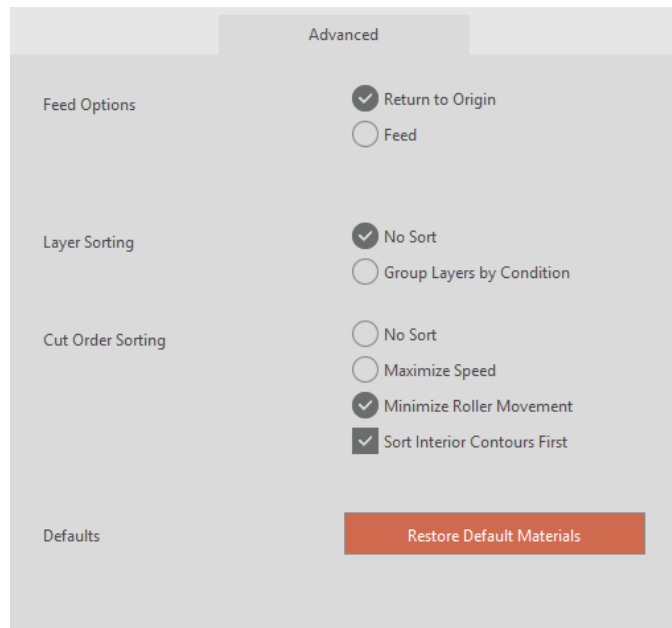 Advanced
Feed Options
Return to Origin
Feed
Layer Sorting
No Sort
Group Layers by Condition
Cut Order Sorting
No Sort
Maximize Speed
Minimize Roller Movement
Sort Interior Contours First
Defaults
Restore Default Materials